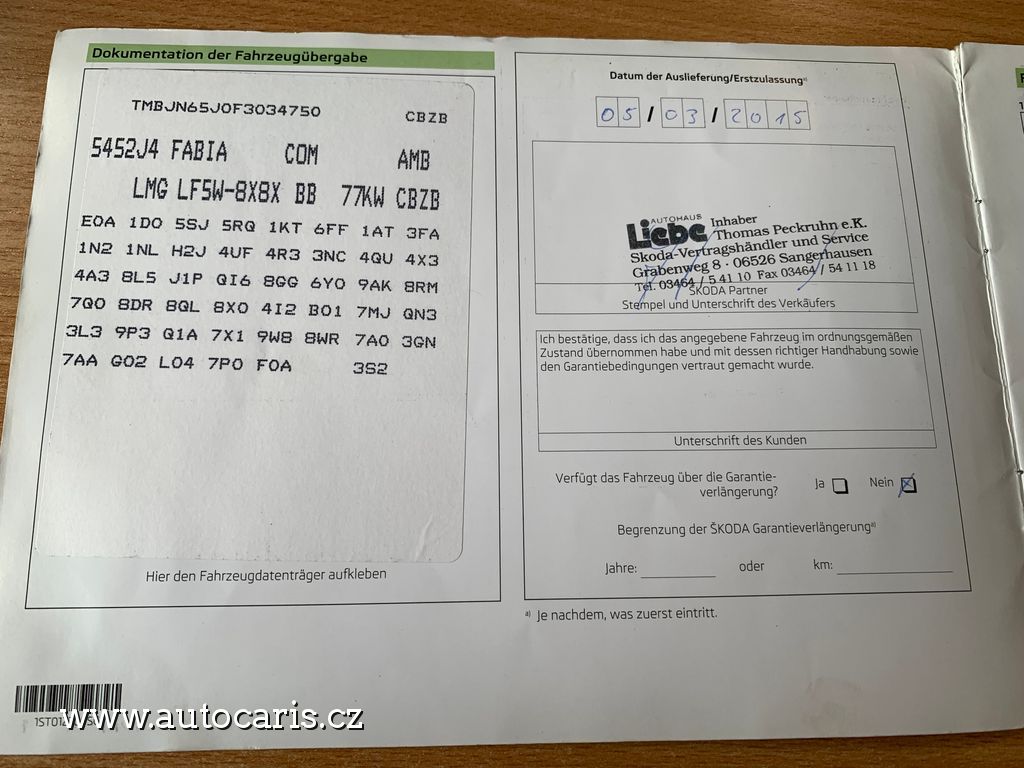 Dokumentation der Fahrzeugübergabe
TMBJN65J0F3034750 CBZB
5452J4 FABIA COM AMB
LMG LF5W-8X8X BB 77KW CBZB
E0A 1D0 5SJ 5RQ 1KT 6FF 1AT 3FA
1N2 1NL H2J 4UF 4R3 3NC 4QU 4X3
4A3 8L5 J1P QI6 8GG 6Y0 9AK 8RM
7Q0 8DR 8QL 8X0 4I2 B01 7MJ QN3
3L3 9P3 Q1A 7X1 9W8 8WR 7A0 3GN
7AA G02 L04 7P0 F0A 3S2
Hier den Fahrzeugdatenträger aufkleben
Datum der Auslieferung/Erstzulassung a)
05 / 03 / 2015
AUTOHAUS
Liebe Inhaber
Thomas Peckruhn e.K.
Skoda-Vertragshändler und Service
Grabenweg 8 · 06526 Sangerhausen
Tel. 03464 / 5 41 10 Fax 03464 / 54 11 18
ŠKODA Partner
Stempel und Unterschrift des Verkäufers
Ich bestätige, dass ich das angegebene Fahrzeug im ordnungsgemäßen
Zustand übernommen habe und mit dessen richtiger Handhabung sowie
den Garantiebedingungen vertraut gemacht wurde.
Unterschrift des Kunden
Verfügt das Fahrzeug über die Garantie-
verlängerung? Ja Nein
Begrenzung der ŠKODA Garantieverlängerung a)
Jahre: oder km:
a) Je nachdem, was zuerst eintritt.
www.autocaris.cz